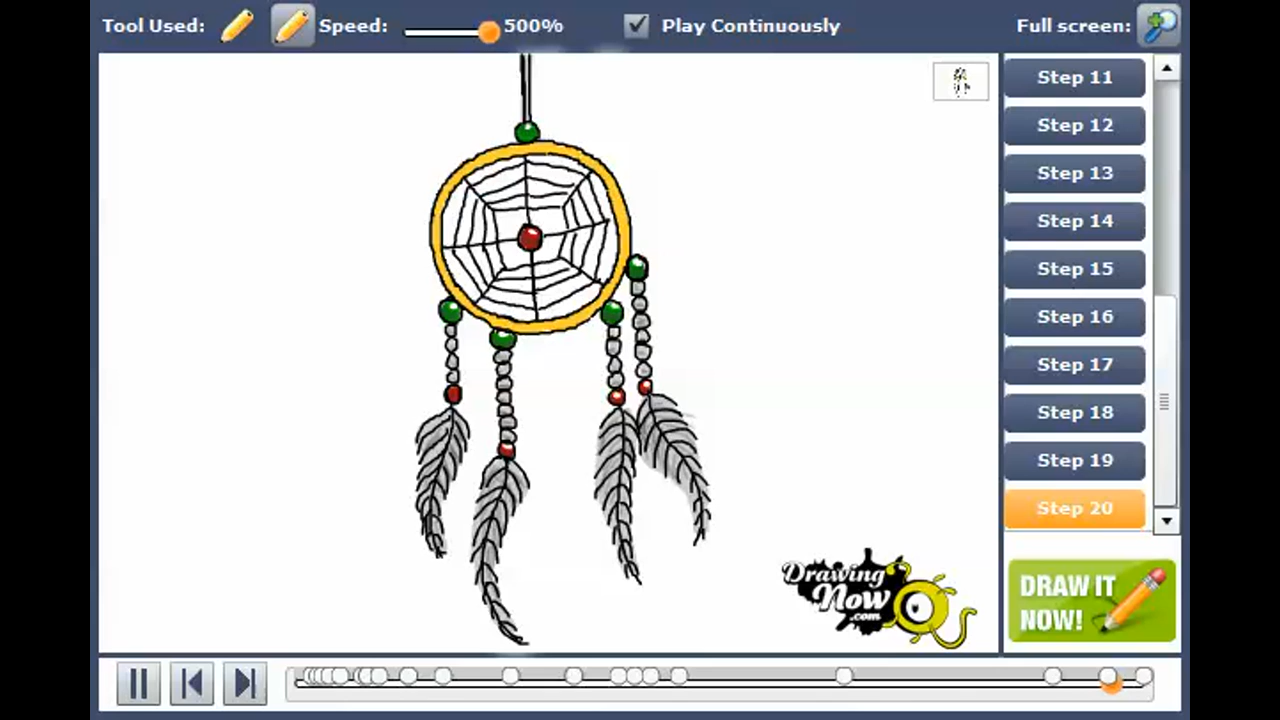 Tool Used: Speed: 500% Play Continuously Full screen:
Step 11
Step 12
Step 13
Step 14
Step 15
Step 16
Step 17
Step 18
Step 19
Step 20
Drawing
Now
.com
DRAW IT
NOW!